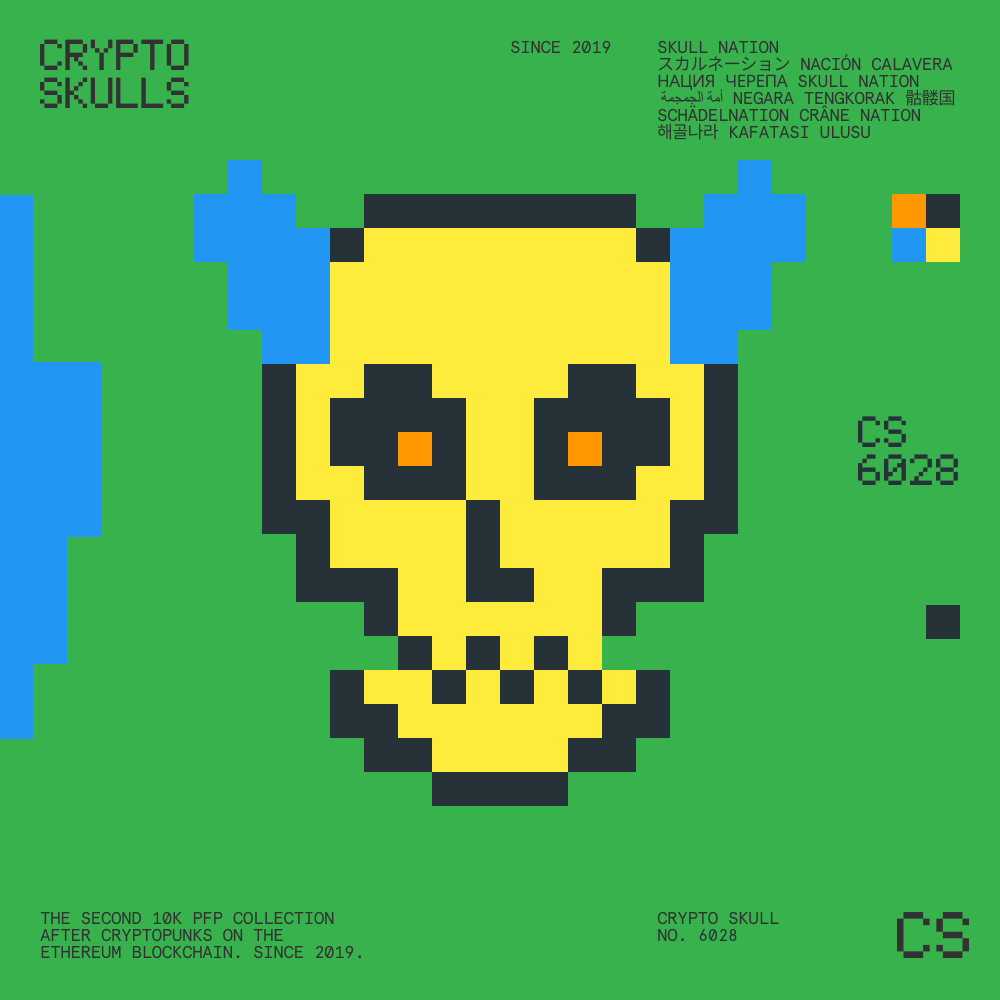 CRYPTO
SKULLS
SINCE 2019
SKULL NATION
スカルネーション NACIÓN CALAVERA
НАЦИЯ ЧЕРЕПА SKULL NATION
أمة الجمجمة NEGARA TENGKORAK 骷髅国
SCHÄDELNATION CRÂNE NATION
해골나라 KAFATASI ULUSU
CS
6028
THE SECOND 10K PFP COLLECTION
AFTER CRYPTOPUNKS ON THE
ETHEREUM BLOCKCHAIN. SINCE 2019.
CRYPTO SKULL
NO. 6028
CS